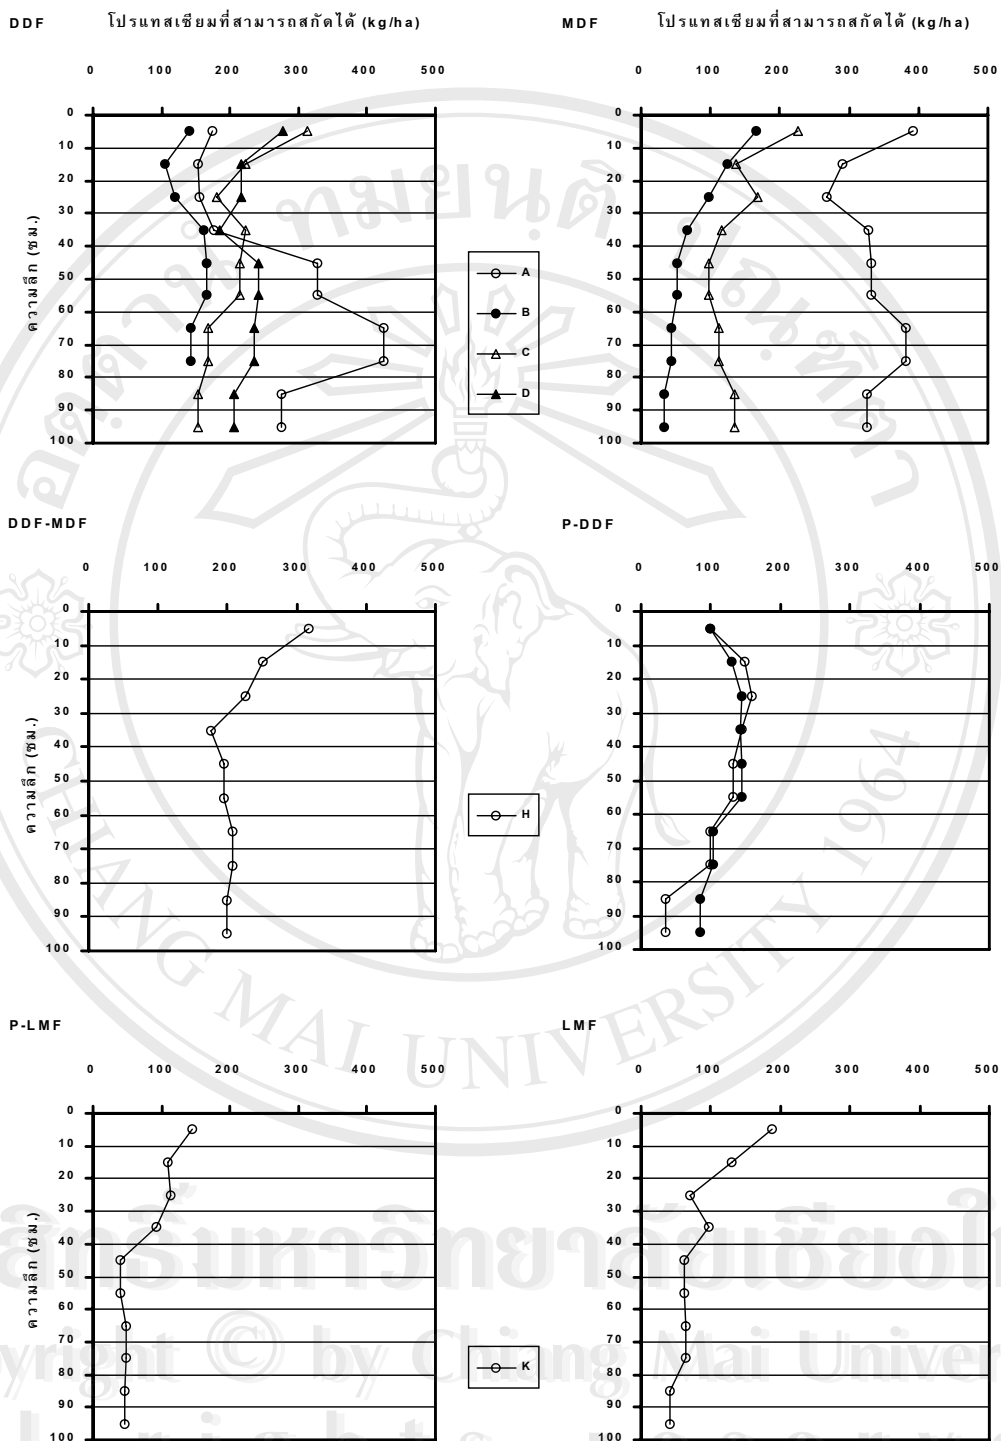 DDF โปรแทสเซียมที่สามารถสกัดได้ (kg/ha)
MDF โปรแทสเซียมที่สามารถสกัดได้ (kg/ha)
0 100 200 300 400 500
0 100 200 300 400 500
0
10
20
30
40
50
60
70
80
90
100
ความลึก (ซม.)
A
B
C
D
0
10
20
30
40
50
60
70
80
90
100
DDF-MDF
P-DDF
0 100 200 300 400 500
0 100 200 300 400 500
0
10
20
30
40
50
60
70
80
90
100
ความลึก (ซม.)
H
0
10
20
30
40
50
60
70
80
90
100
P-LMF
LMF
0 100 200 300 400 500
0 100 200 300 400 500
0
10
20
30
40
50
60
70
80
90
100
ความลึก (ซม.)
K
0
10
20
30
40
50
60
70
80
90
100
CHIANG MAI UNIVERSITY 1964
สิทธิ์มหาวิทยาลัยเชียงให
yright © by Chiang Mai Univer